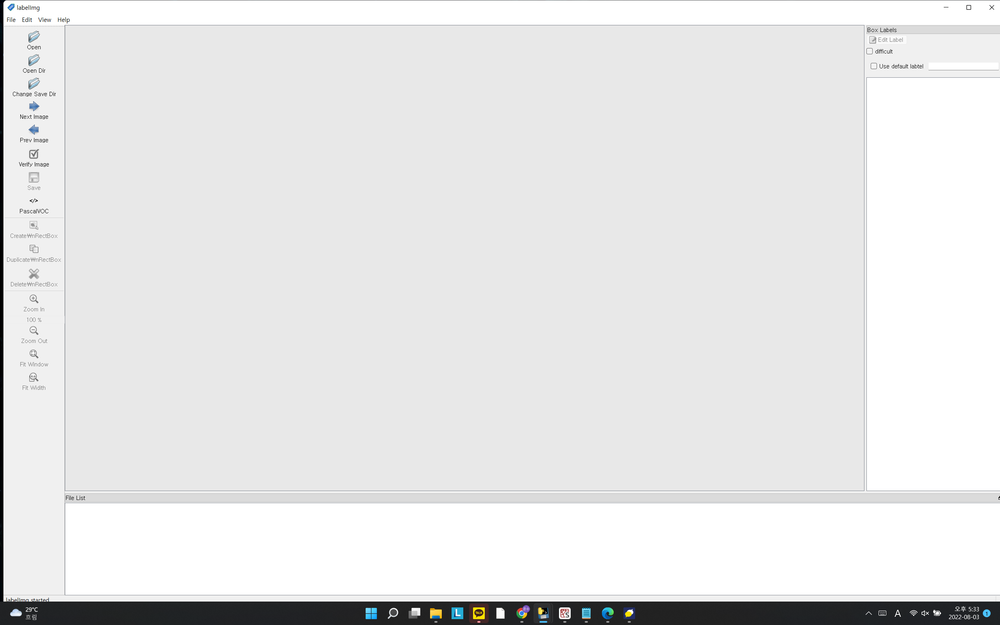 labelImg
File Edit View Help
Open
Open Dir
Change Save Dir
Next Image
Prev Image
Verify Image
Save
</>
PascalVOC
Create₩nRectBox
Duplicate₩nRectBox
Delete₩nRectBox
Zoom In
100 %
Zoom Out
Fit Window
Fit Widith
Box Labels
Edit Label
difficult
Use default labtel
File List
labelImg started
29°C
흐림
L
TALK
A
오후 5:33
2022-08-03
1